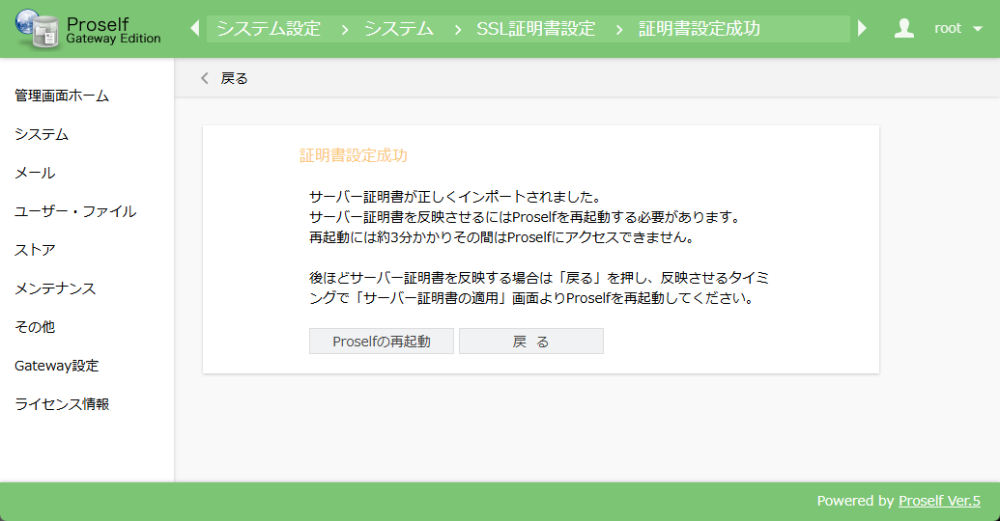 Proself
Gateway Edition
システム設定 > システム > SSL証明書設定 > 証明書設定成功
root
戻る
管理画面ホーム
システム
メール
ユーザー・ファイル
ストア
メンテナンス
その他
Gateway設定
ライセンス情報
証明書設定成功
サーバー証明書が正しくインポートされました。
サーバー証明書を反映させるにはProselfを再起動する必要があります。
再起動には約3分かかりその間はProselfにアクセスできません。
後ほどサーバー証明書を反映する場合は「戻る」を押し、反映させるタイミ
ングで「サーバー証明書の適用」画面よりProselfを再起動してください。
Proselfの再起動
戻 る
Powered by Proself Ver.5